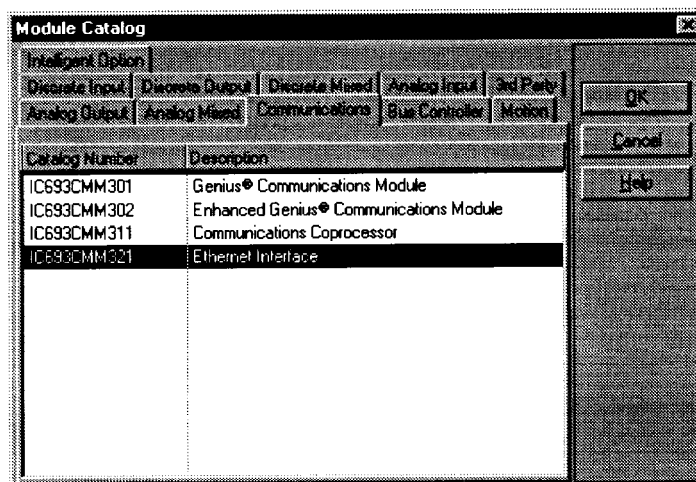 Module Catalog
Intelligent Option
Discrete Input Discrete Output Discrete Mixed Analog Input 3rd Party
Analog Output Analog Mixed Communications Bus Controller Motion
OK
Cancel
Help
Catalog Number Description
IC693CMM301 Genius® Communications Module
IC693CMM302 Enhanced Genius® Communications Module
IC693CMM311 Communications Coprocessor
IC693CMM321 Ethernet Interface